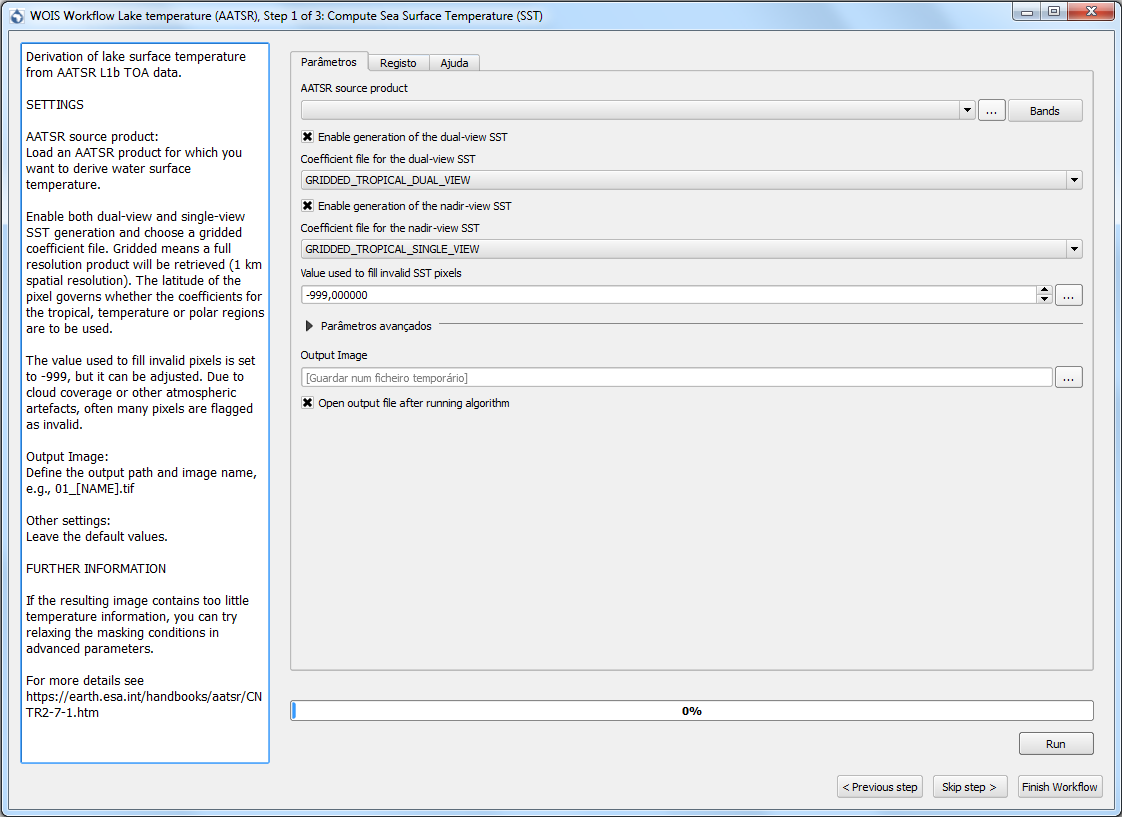 WOIS Workflow Lake temperature (AATSR), Step 1 of 3: Compute Sea Surface Temperature (SST)
Derivation of lake surface temperature
from AATSR L1b TOA data.
SETTINGS
AATSR source product:
Load an AATSR product for which you
want to derive water surface
temperature.
Enable both dual-view and single-view
SST generation and choose a gridded
coefficient file. Gridded means a full
resolution product will be retrieved (1 km
spatial resolution). The latitude of the
pixel governs whether the coefficients for
the tropical, temperature or polar regions
are to be used.
The value used to fill invalid pixels is set
to -999, but it can be adjusted. Due to
cloud coverage or other atmospheric
artefacts, often many pixels are flagged
as invalid.
Output Image:
Define the output path and image name,
e.g., 01_[NAME].tif
Other settings:
Leave the default values.
FURTHER INFORMATION
If the resulting image contains too little
temperature information, you can try
relaxing the masking conditions in
advanced parameters.
For more details see
https://earth.esa.int/handbooks/aatsr/CN
TR2-7-1.htm
Parâmetros Registo Ajuda
AATSR source product
... Bands
Enable generation of the dual-view SST
Coefficient file for the dual-view SST
GRIDDED_TROPICAL_DUAL_VIEW
Enable generation of the nadir-view SST
Coefficient file for the nadir-view SST
GRIDDED_TROPICAL_SINGLE_VIEW
Value used to fill invalid SST pixels
-999,000000 ...
Parâmetros avançados
Output Image
[Guardar num ficheiro temporário] ...
Open output file after running algorithm
0%
Run
< Previous step Skip step > Finish Workflow